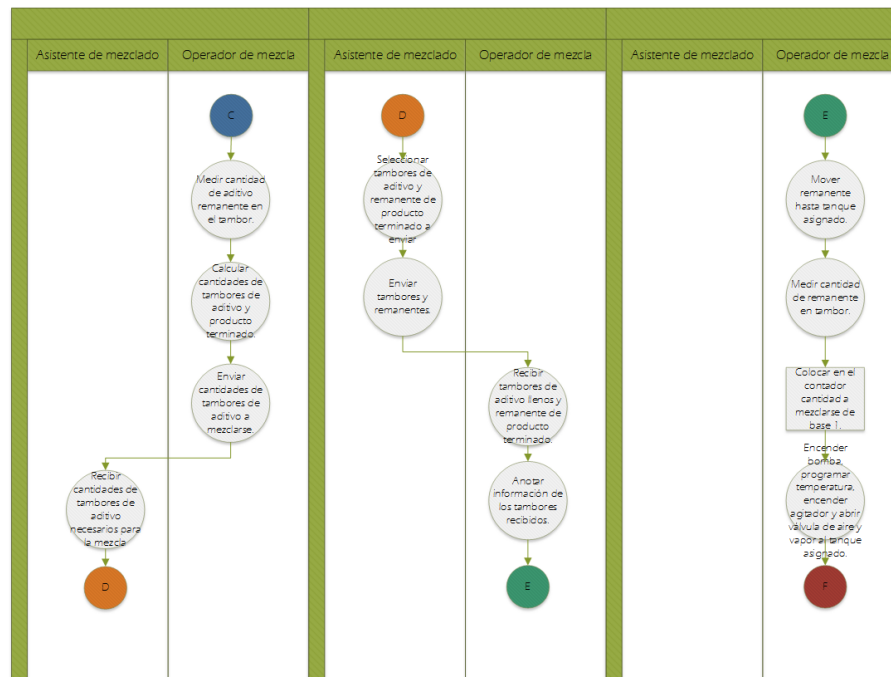 Asistente de mezclado
Operador de mezcla
Asistente de mezclado
Operador de mezcla
Asistente de mezclado
Operador de mezcla
C
Medir cantidad
de aditivo
remanente en
el tambor.
Calcular
cantidades de
tambores de
aditivo y
producto
terminado.
Enviar
cantidades de
tambores de
aditivo a
mezclarse.
Recibir
cantidades de
tambores de
aditivo
necesarios para
la mezcla
D
D
Seleccionar
tambores de
aditivo y
remanente de
producto
terminado a
enviar
Enviar
tambores y
remanentes.
Recibir
tambores de
aditivo llenos y
remanente de
producto
terminado.
Anotar
información de
los tambores
recibidos.
E
E
Mover
remanente
hasta tanque
asignado.
Medir cantidad
de remanente
en tambor.
Colocar en el
contador
cantidad a
mezclarse de
base 1.
Encender
bomba,
programar
temperatura,
encender
agitador y abrir
válvula de aire y
vapor al tanque
asignado.
F